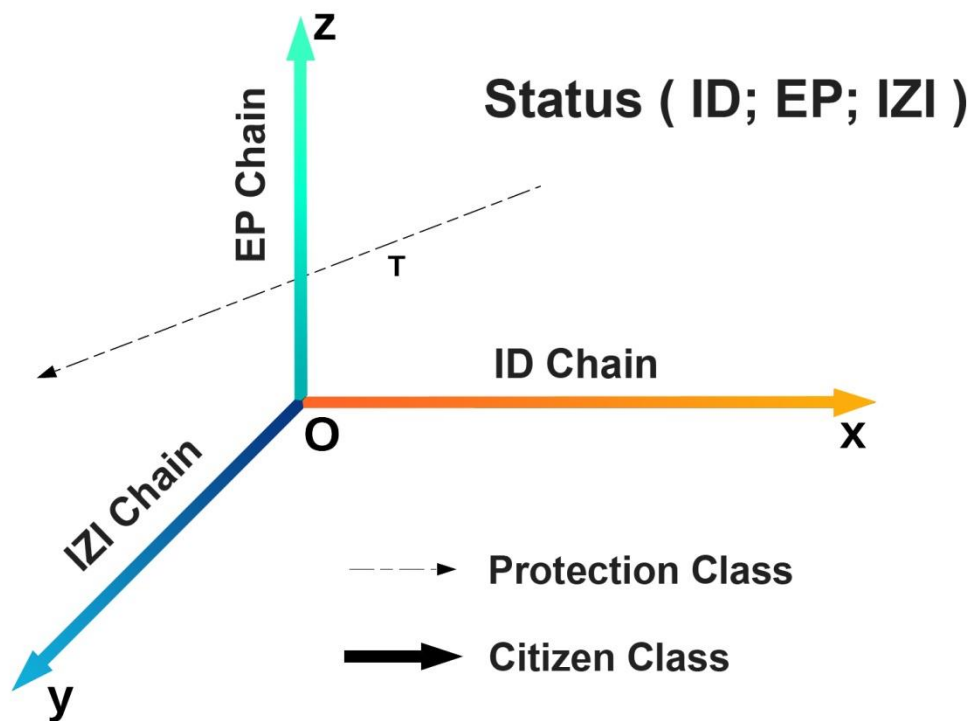 z
Status ( ID; EP; IZI )
EP Chain
T
ID Chain
O
x
IZI Chain
y
Protection Class
Citizen Class